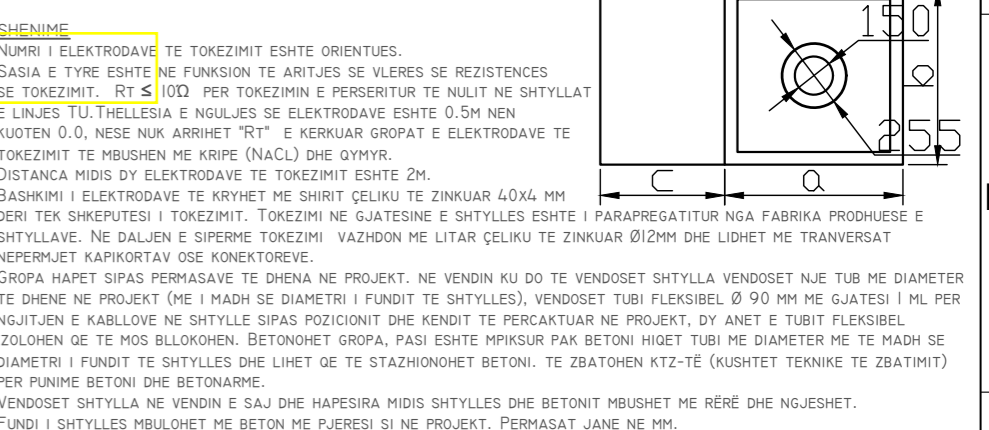 SHENIME
NUMRI I ELEKTRODAVE TE TOKEZIMIT ESHTE ORIENTUES.
SASIA E TYRE ESHTE NE FUNKSION TE ARITJES SE VLERES SE REZISTENCES
SE TOKEZIMIT. RT ≤ 10Ω PER TOKEZIMIN E PERSERITUR TE NULIT NE SHTYLLAT
E LINJES TU.THELLESIA E NGULJES SE ELEKTRODAVE ESHTE 0.5M NEN
KUOTEN 0.0, NESE NUK ARRIHET "RT" E KERKUAR GROPAT E ELEKTRODAVE TE
TOKEZIMIT TE MBUSHEN ME KRIPE (NACL) DHE QYMYR.
DISTANCA MIDIS DY ELEKTRODAVE TE TOKEZIMIT ESHTE 2M.
BASHKIMI I ELEKTRODAVE TE KRYHET ME SHIRIT ÇELIKU TE ZINKUAR 40X4 MM
DERI TEK SHKEPUTESI I TOKEZIMIT. TOKEZIMI NE GJATESINE E SHTYLLES ESHTE I PARAPREGATITUR NGA FABRIKA PRODHUESE E
SHTYLLAVE. NE DALJEN E SIPERME TOKEZIMI VAZHDON ME LITAR ÇELIKU TE ZINKUAR Ø12MM DHE LIDHET ME TRANVERSAT
NEPERMJET KAPIKORTAV OSE KONEKTOREVE.
GROPA HAPET SIPAS PERMASAVE TE DHENA NE PROJEKT. NE VENDIN KU DO TE VENDOSET SHTYLLA VENDOSET NJE TUB ME DIAMETER
TE DHENE NE PROJEKT (ME I MADH SE DIAMETRI I FUNDIT TE SHTYLLES), VENDOSET TUBI FLEKSIBEL Ø 90 MM ME GJATESI 1 ML PER
NGJITJEN E KABLLOVE NE SHTYLLE SIPAS POZICIONIT DHE KENDIT TE PERCAKTUAR NE PROJEKT, DY ANET E TUBIT FLEKSIBEL
IZOLOHEN QE TE MOS BLLOKOHEN. BETONOHET GROPA, PASI ESHTE MPIKSUR PAK BETONI HIQET TUBI ME DIAMETER ME TE MADH SE
DIAMETRI I FUNDIT TE SHTYLLES DHE LIHET QE TE STAZHIONOHET BETONI. TE ZBATOHEN KTZ-TË (KUSHTET TEKNIKE TE ZBATIMIT)
PER PUNIME BETONI DHE BETONARME.
VENDOSET SHTYLLA NE VENDIN E SAJ DHE HAPESIRA MIDIS SHTYLLES DHE BETONIT MBUSHET ME RËRË DHE NGJESHET.
FUNDI I SHTYLLES MBULOHET ME BETON ME PJERESI SI NE PROJEKT. PERMASAT JANE NE MM.
150
255
C